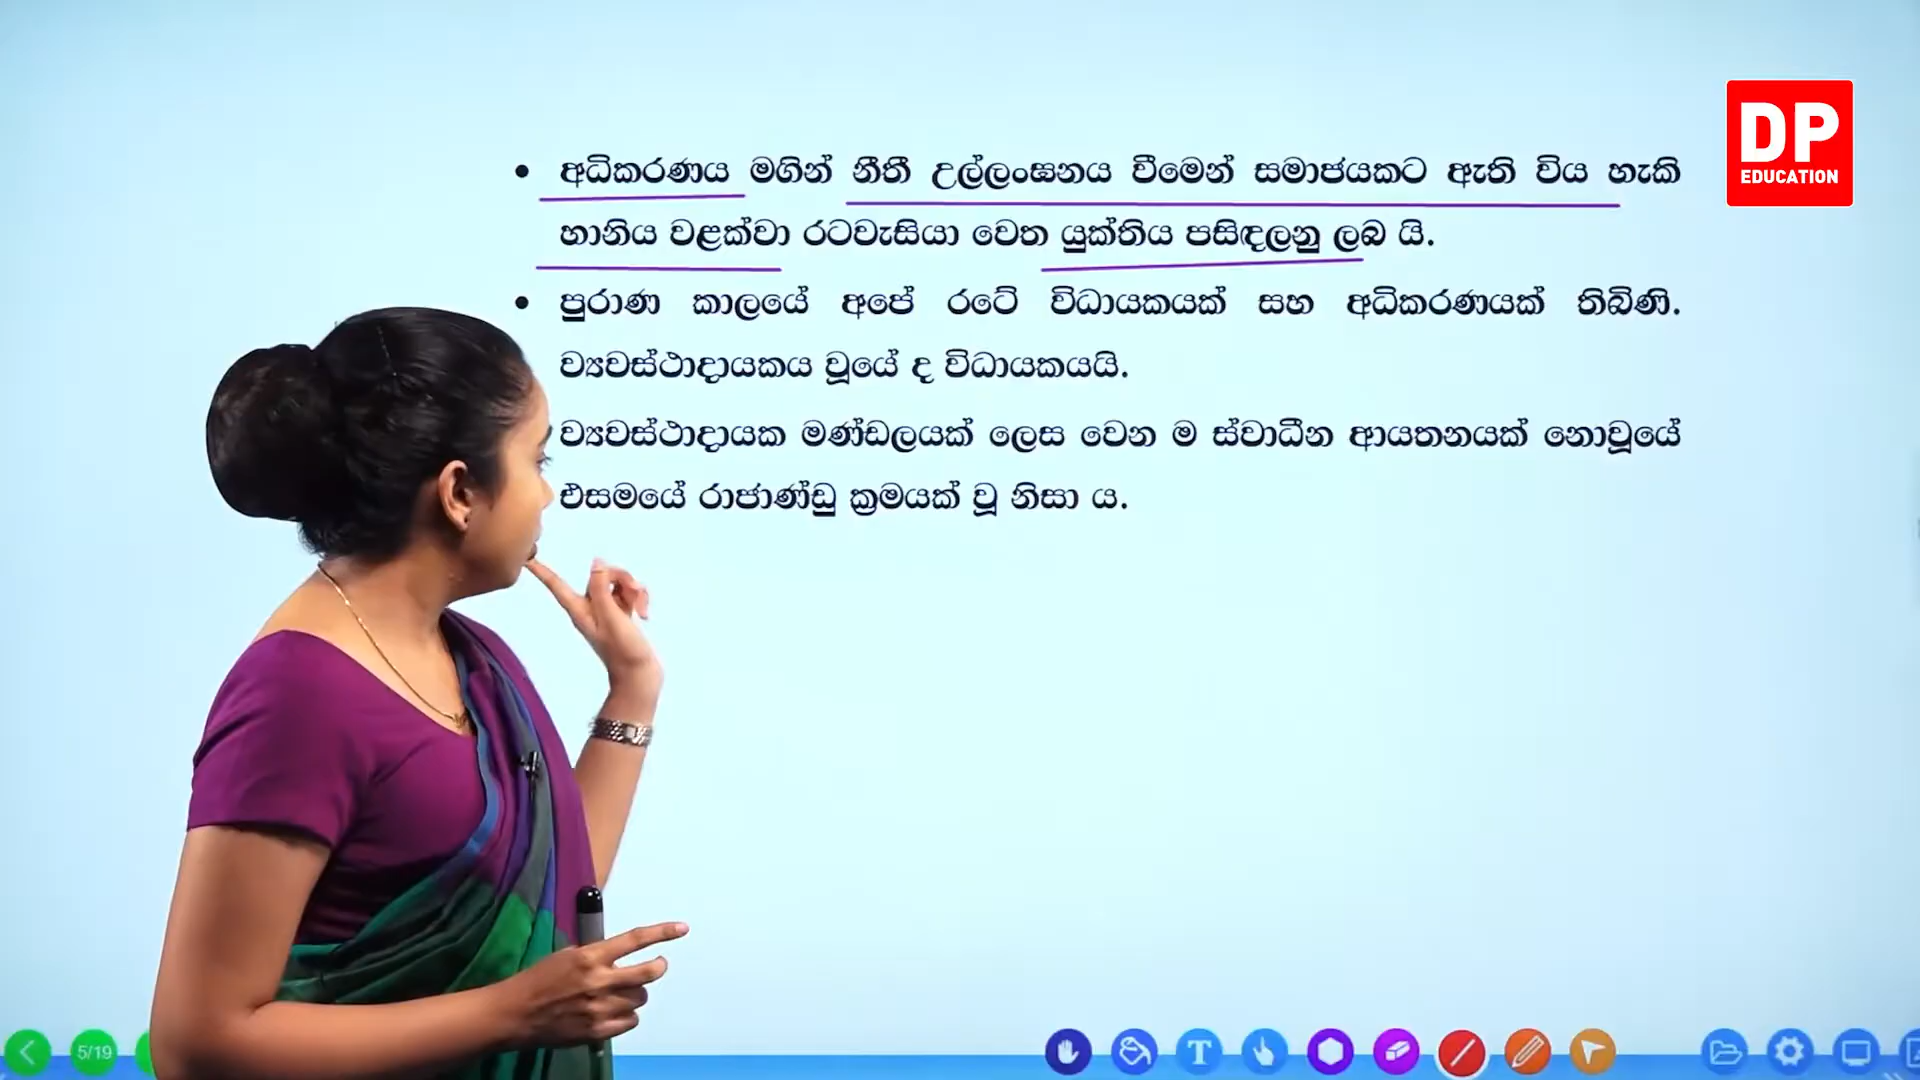 DP
EDUCATION
• අධිකරණය මගින් නීතී උල්ලංඝනය වීමෙන් සමාජයකට ඇති විය හැකි
හානිය වළක්වා රටවැසියා වෙත යුක්තිය පසිඳලනු ලබ යි.
• පුරාණ කාලයේ අපේ රටේ විධායකයක් සහ අධිකරණයක් තිබිණි.
ව්‍යවස්ථාදායකය වූයේ ද විධායකයයි.
ව්‍යවස්ථාදායක මණ්ඩලයක් ලෙස වෙන ම ස්වාධීන ආයතනයක් නොවූයේ
එසමයේ රාජාණ්ඩු ක්‍රමයක් වූ නිසා ය.
5/19